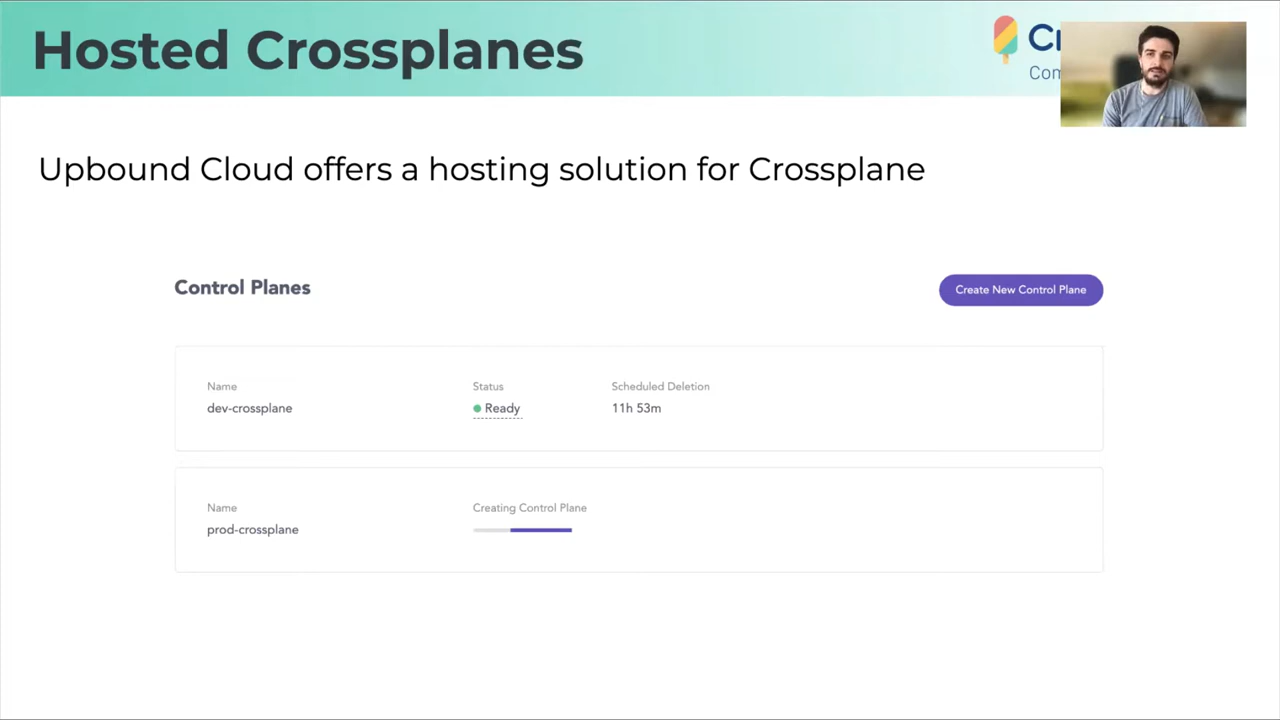 Hosted Crossplanes
Upbound Cloud offers a hosting solution for Crossplane
Control Planes
Create New Control Plane
Name
Status
Scheduled Deletion
dev-crossplane
Ready
11h 53m
Name
Creating Control Plane
prod-crossplane